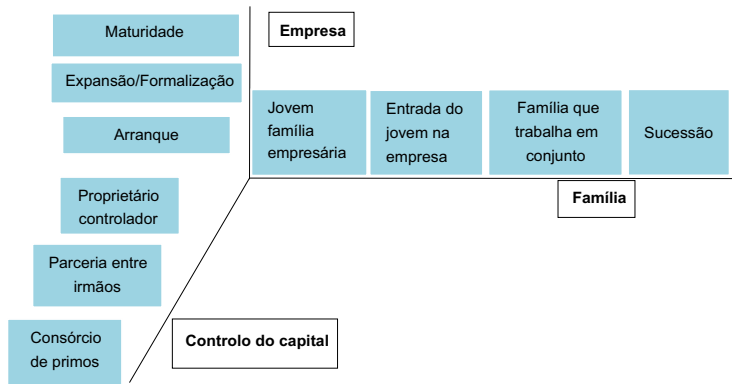 Maturidade
Empresa
Expansão/Formalização
Arranque
Jovem
família
empresária
Entrada do
jovem na
empresa
Família que
trabalha em
conjunto
Sucessão
Proprietário
controlador
Família
Parceria entre
irmãos
Consórcio
de primos
Controlo do capital